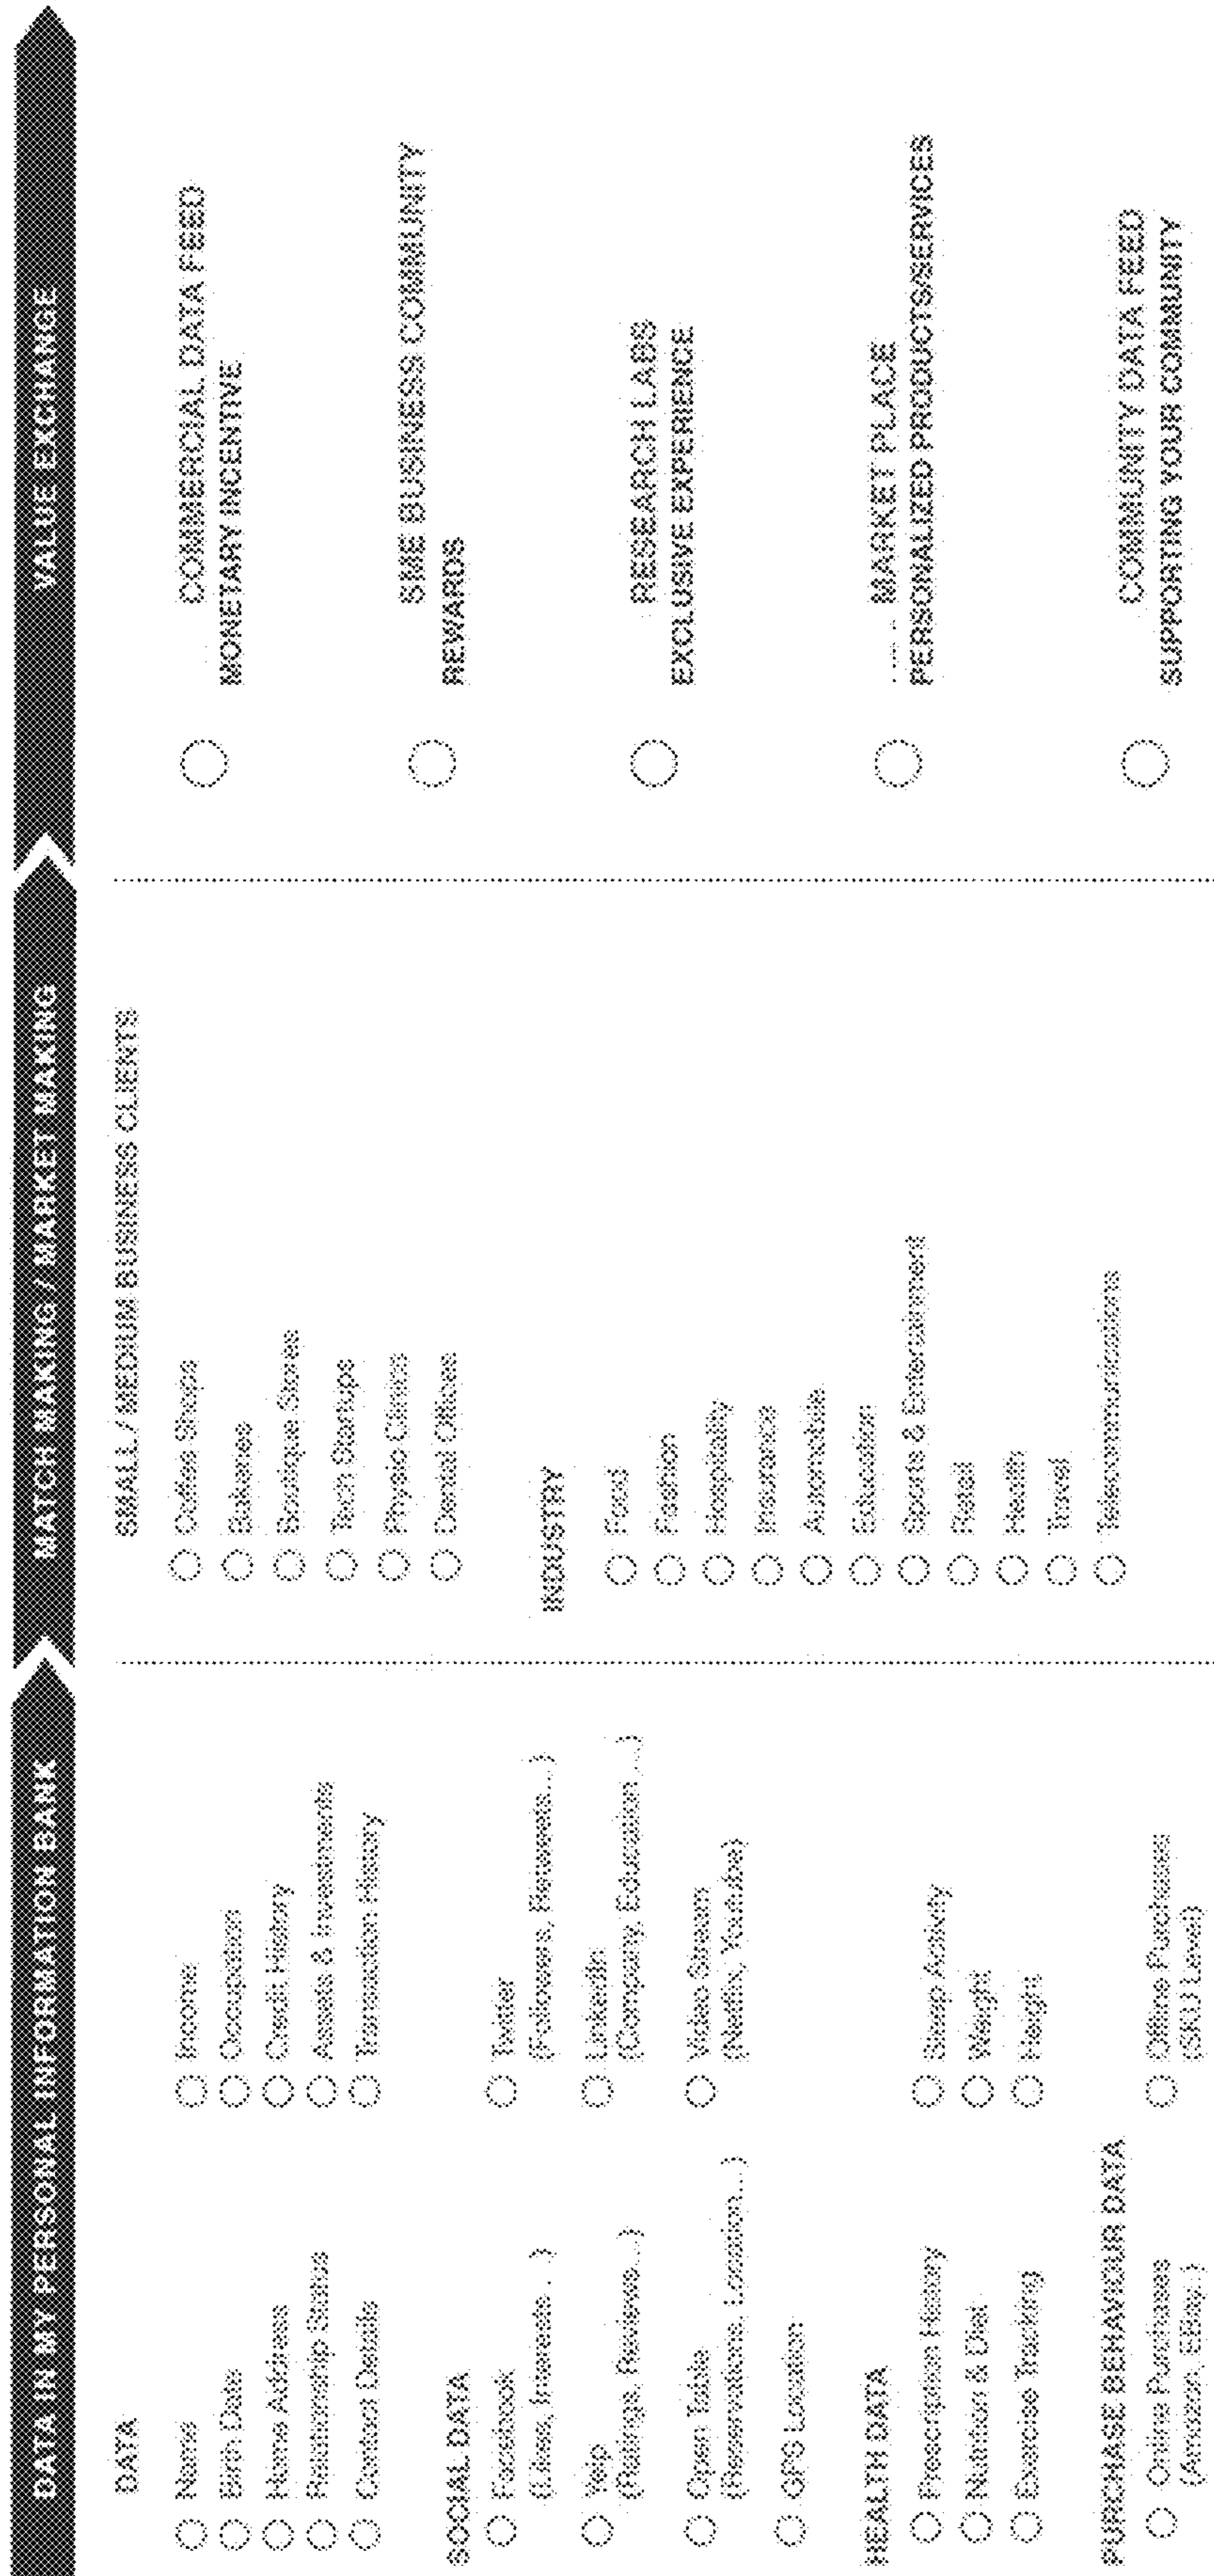 DATA IN MY PERSONAL INFORMATION BANK
DATA
Name
Birth Date
Home Address
Relationship Status
Contact Details
Income
Occupation
Credit History
Assets & Investments
Transaction History
SOCIAL DATA
Facebook
(Likes, Interests...)
Yelp
(Ratings, Reviews...)
Open Table
(Reservations, Location...)
GPS Location
Twitter
(Followers, Retweets...)
LinkedIn
(Company, Education ...)
Video Stream
(Netflix, Youtube)
HEALTH DATA
Prescription History
Nutrition & Diet
Exercise Tracking
Sleep Activity
Weight
Height
PURCHASE BEHAVIOUR DATA
Online Purchases
(Amazon, EBay...)
Offline Purchases
(SKU Level)
MATCH MAKING / MARKET MAKING
SMALL / MEDIUM BUSINESS CLIENTS
Coffee Shops
Bakeries
Boutique Stores
Tech Startups
Physio Clinics
Dental Offices
INDUSTRY
Food
Fashion
Hospitality
Insurance
Automobile
Education
Sports & Entertainment
Retail
Health
Travel
Telecommunications
VALUE EXCHANGE
COMMERCIAL DATA FEED
MONETARY INCENTIVE
SME BUSINESS COMMUNITY
REWARDS
RESEARCH LABS
EXCLUSIVE EXPERIENCE
MARKET PLACE
PERSONALIZED PRODUCTS/SERVICES
COMMUNITY DATA FEED
SUPPORTING YOUR COMMUNITY